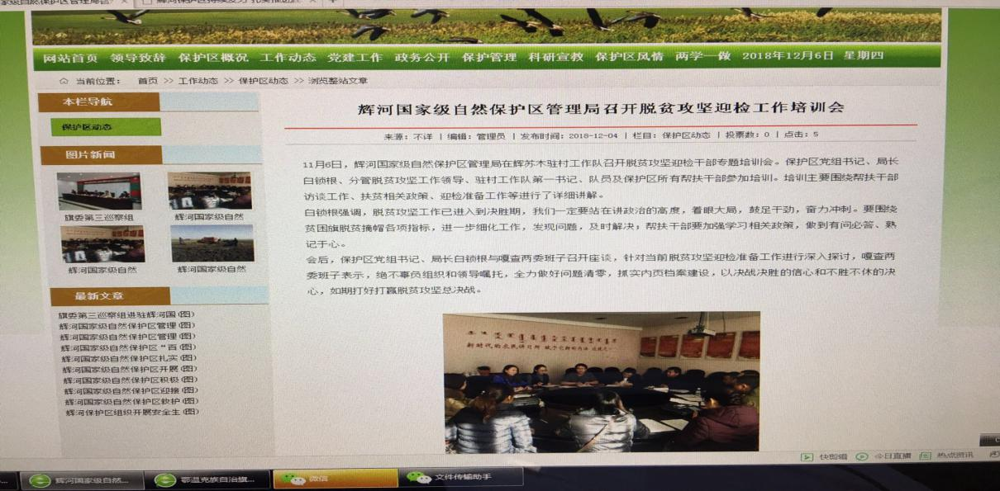 网站首页 领导致辞 保护区概况 工作动态 党建工作 政务公开 保护管理 科研宣教 保护区风情 两学一做 2018年12月6日 星期四
当前位置： 首页 >> 工作动态 >> 保护区动态 >> 浏览整站文章
本栏导航
保护区动态
图片新闻
旗委第三巡察组
辉河国家级自然
辉河国家级自然
辉河国家级自然
最新文章
旗委第三巡察组进驻辉河国(图)
辉河国家级自然保护区管理(图)
辉河国家级自然保护区管理(图)
辉河国家级自然保护区“百(图)
辉河国家级自然保护区扎实(图)
辉河国家级自然保护区开展(图)
辉河国家级自然保护区积极(图)
辉河国家级自然保护区迎接(图)
辉河国家级自然保护区救护(图)
辉河保护区组织开展安全生(图)
辉河国家级自然保护区管理局召开脱贫攻坚迎检工作培训会
来源：不详 | 编辑：管理员 | 发布时间：2018-12-04 | 栏目：保护区动态 | 投票数：0 | 点击：5
11月6日，辉河国家级自然保护区管理局在辉苏木驻村工作队召开脱贫攻坚迎检干部专题培训会。保护区党组书记、局长
白锁根、分管脱贫攻坚工作领导、驻村工作队第一书记、队员及保护区所有帮扶干部参加培训。培训主要围绕帮扶干部
访谈工作、扶贫相关政策、迎检准备工作等进行了详细讲解。
白锁根强调，脱贫攻坚工作已进入到决胜期，我们一定要站在讲政治的高度，着眼大局，鼓足干劲，奋力冲刺。要围绕
贫困旗脱贫摘帽各项指标，进一步细化工作，发现问题，及时解决；帮扶干部要加强学习相关政策，做到有问必答、熟
记于心。
会后，保护区党组书记、局长白锁根与嘎查两委班子召开座谈，针对当前脱贫攻坚迎检准备工作进行深入探讨，嘎查两
委班子表示，绝不辜负组织和领导嘱托，全力做好问题清零，抓实内页档案建设，以决战决胜的信心和不胜不休的决
心，如期打好打赢脱贫攻坚总决战。
快剪辑 今日直播 热点资讯
辉河国家级自然... 鄂温克族自治旗... 微信 文件传输助手